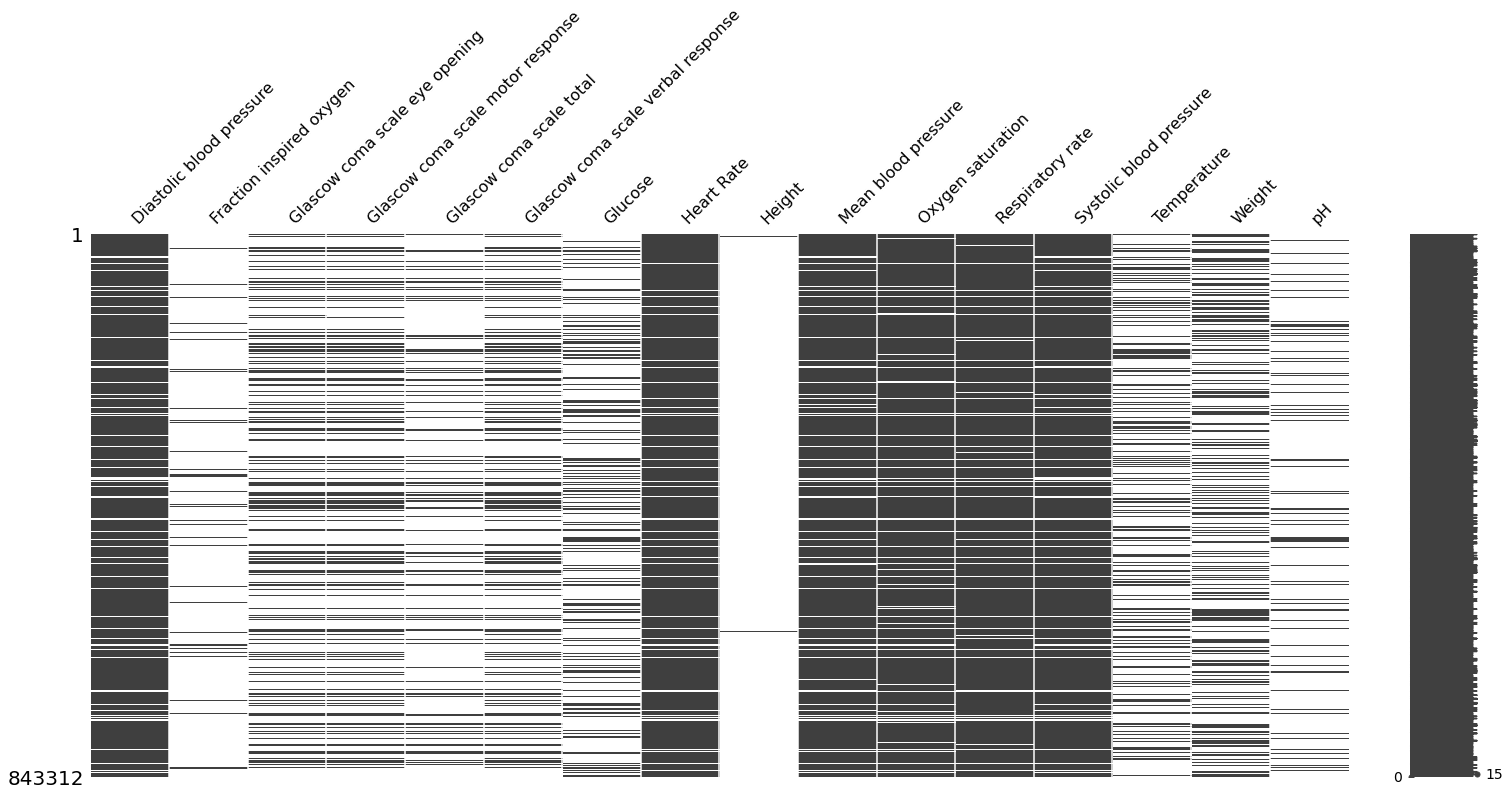 Diastolic blood pressure
Fraction inspired oxygen
Glascow coma scale eye opening
Glascow coma scale motor response
Glascow coma scale total
Glascow coma scale verbal response
Glucose
Heart Rate
Height
Mean blood pressure
Oxygen saturation
Respiratory rate
Systolic blood pressure
Temperature
Weight
pH
1
843312
0
15